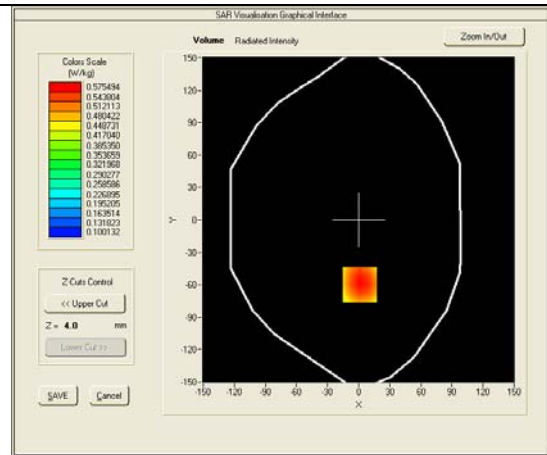 SAR Visualisation Graphical Interface
Volume Radiated Intensity
Zoom In/Out
Colors Scale
(W/kg)
0.575494
0.543804
0.512113
0.480422
0.448731
0.417040
0.385350
0.353659
0.321968
0.290277
0.258586
0.226895
0.195205
0.163514
0.131823
0.100132
Z Cuts Control
<< Upper Cut
Z = 4.0 mm
Lower Cut >>
SAVE Cancel
Y
150
120
90
60
30
0
-30
-60
-90
-120
-150
-150 -120 -90 -60 -30 0 30 60 90 120 150
X